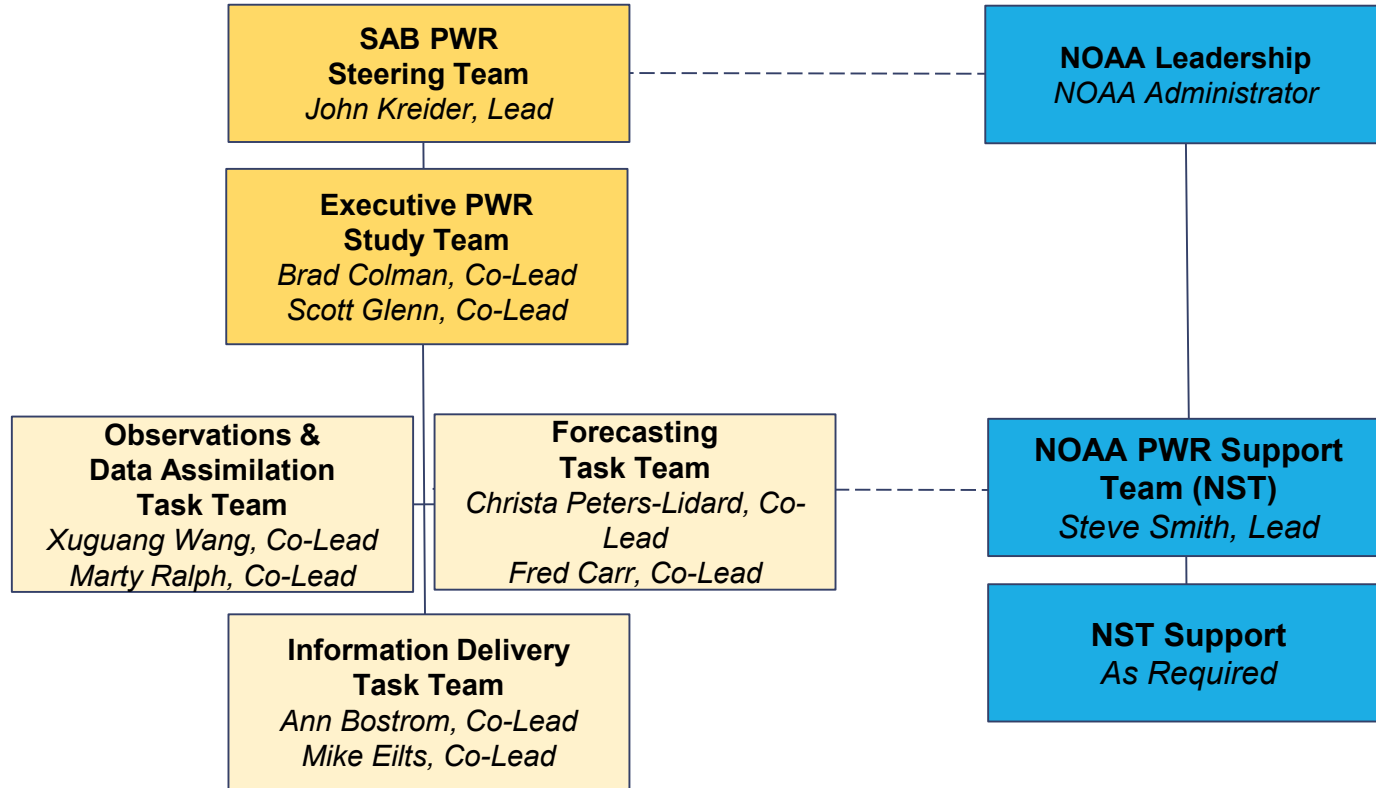 SAB PWR
Steering Team
John Kreider, Lead
NOAA Leadership
NOAA Administrator
Executive PWR
Study Team
Brad Colman, Co-Lead
Scott Glenn, Co-Lead
Observations &
Data Assimilation
Task Team
Xuguang Wang, Co-Lead
Marty Ralph, Co-Lead
Forecasting
Task Team
Christa Peters-Lidard, Co-
Lead
Fred Carr, Co-Lead
NOAA PWR Support
Team (NST)
Steve Smith, Lead
Information Delivery
Task Team
Ann Bostrom, Co-Lead
Mike Eilts, Co-Lead
NST Support
As Required